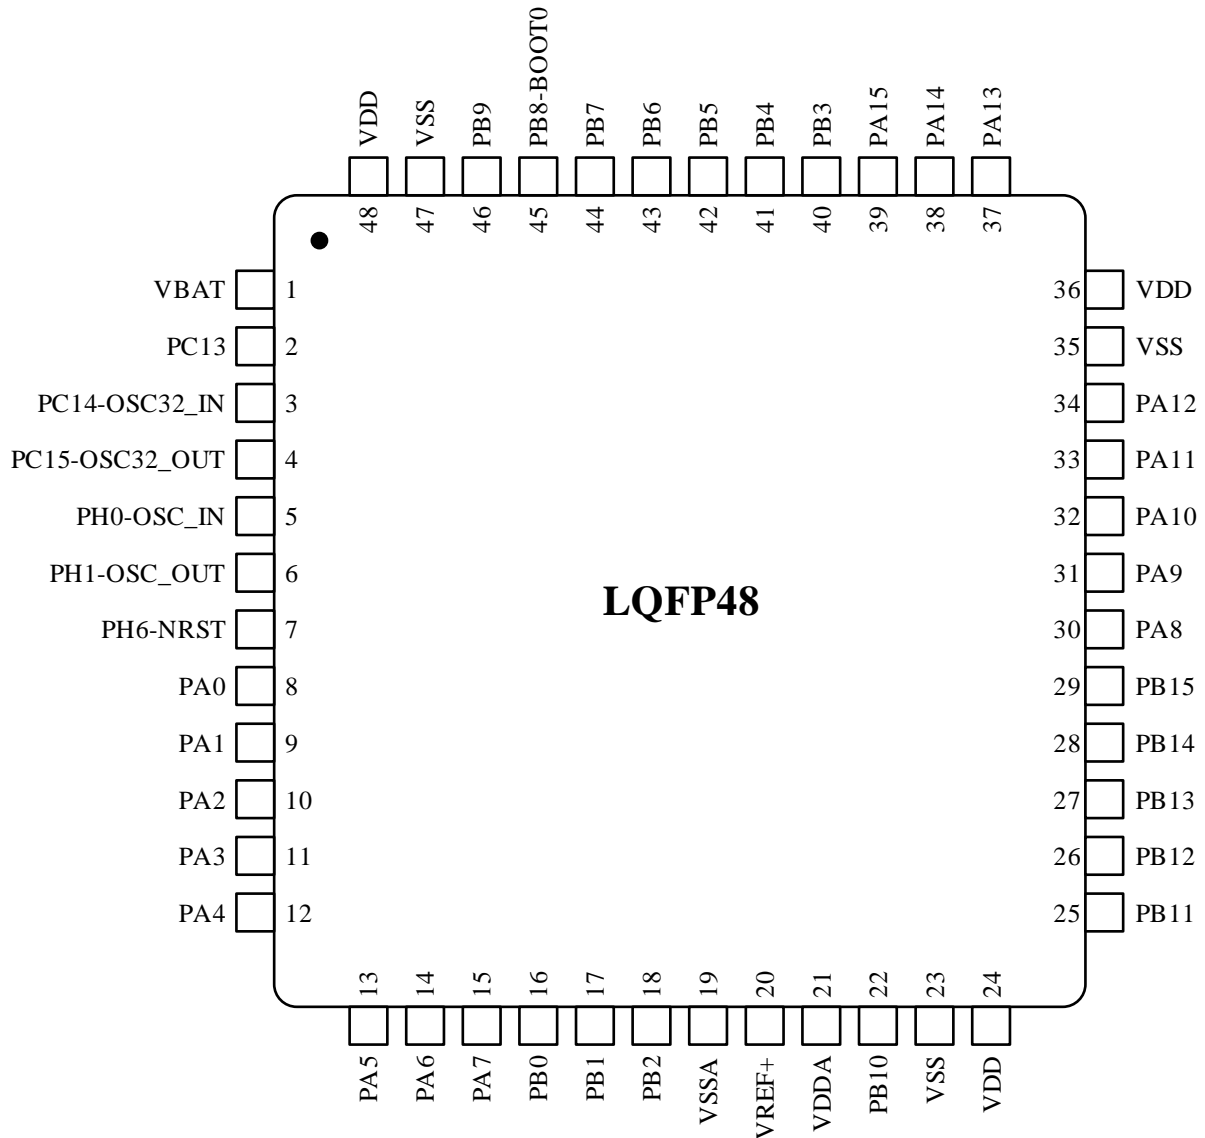 VDD
VSS
PB9
PB8-BOOT0
PB7
PB6
PB5
PB4
PB3
PA15
PA14
PA13
48
47
46
45
44
43
42
41
40
39
38
37
VBAT 1
PC13 2
PC14-OSC32_IN 3
PC15-OSC32_OUT 4
PH0-OSC_IN 5
PH1-OSC_OUT 6
PH6-NRST 7
PA0 8
PA1 9
PA2 10
PA3 11
PA4 12
LQFP48
36 VDD
35 VSS
34 PA12
33 PA11
32 PA10
31 PA9
30 PA8
29 PB15
28 PB14
27 PB13
26 PB12
25 PB11
13
14
15
16
17
18
19
20
21
22
23
24
PA5
PA6
PA7
PB0
PB1
PB2
VSSA
VREF+
VDDA
PB10
VSS
VDD